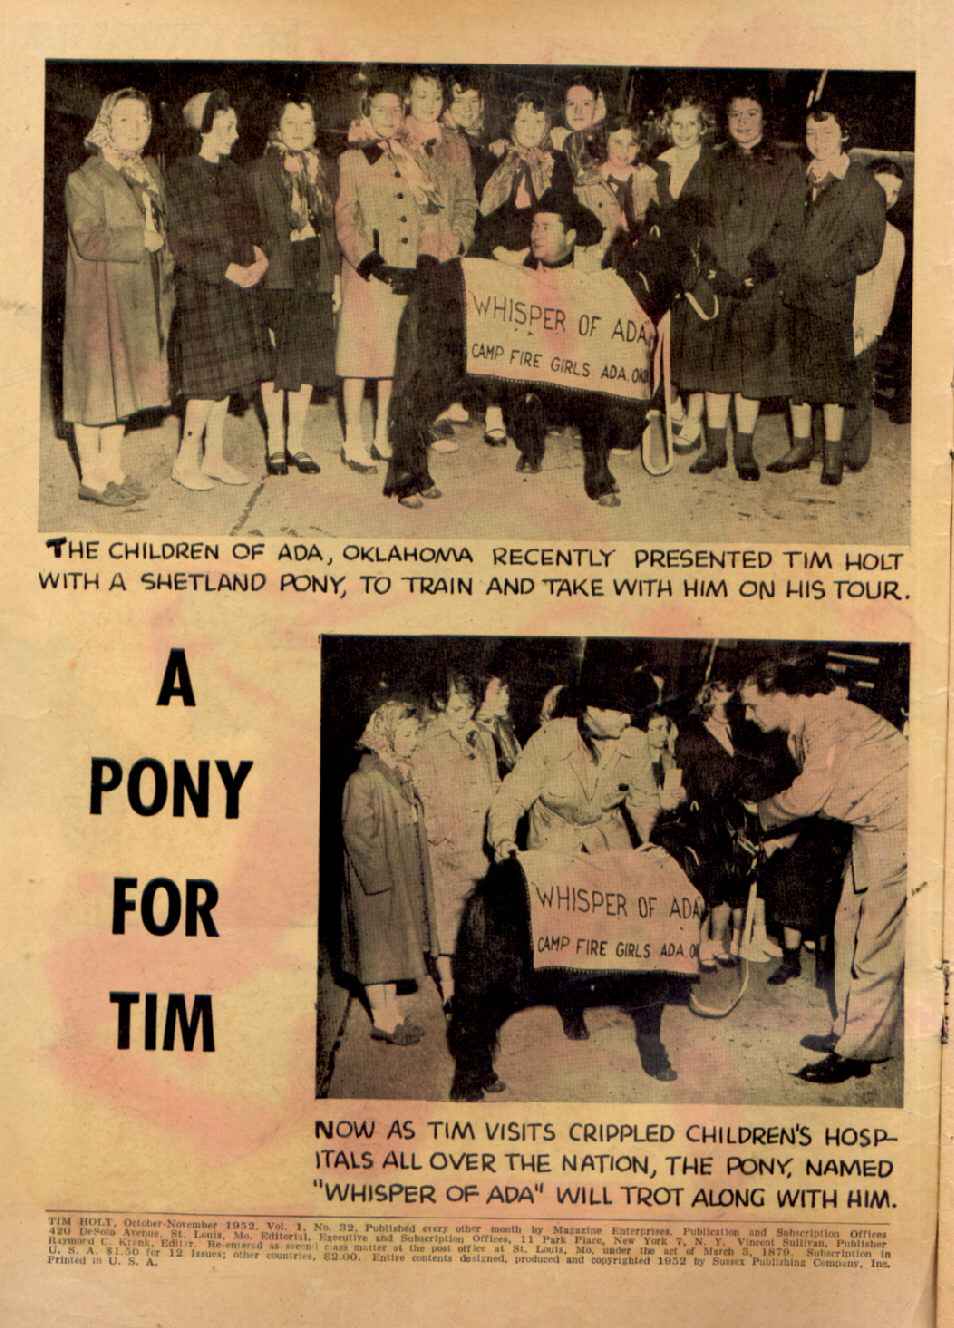 WHISPER OF ADA
CAMP FIRE GIRLS ADA. OK
THE CHILDREN OF ADA, OKLAHOMA RECENTLY PRESENTED TIM HOLT
WITH A SHETLAND PONY, TO TRAIN AND TAKE WITH HIM ON HIS TOUR.
A
PONY
FOR
TIM
WHISPER OF ADA
CAMP FIRE GIRLS ADA. OK
NOW AS TIM VISITS CRIPPLED CHILDREN'S HOSP-
ITALS ALL OVER THE NATION, THE PONY, NAMED
"WHISPER OF ADA" WILL TROT ALONG WITH HIM.
TIM HOLT, October-November 1952. Vol. 1, No. 32. Published every other month by Magazine Enterprises. Publication and Subscription Offices
420 DeSoto Avenue, St. Louis, Mo. Editorial, Executive and Subscription Offices, 11 Park Place, New York 7, N. Y. Vincent Sullivan, Publisher
Raymond C. Krank, Editor. Re-entered as second class matter at the post office at St. Louis, Mo. under the act of March 3, 1879. Subscription in
U. S. A. $1.50 for 12 issues; other countries, $2.00. Entire contents designed, produced and copyrighted 1952 by Sussex Publishing Company, Inc.
Printed in U. S. A.